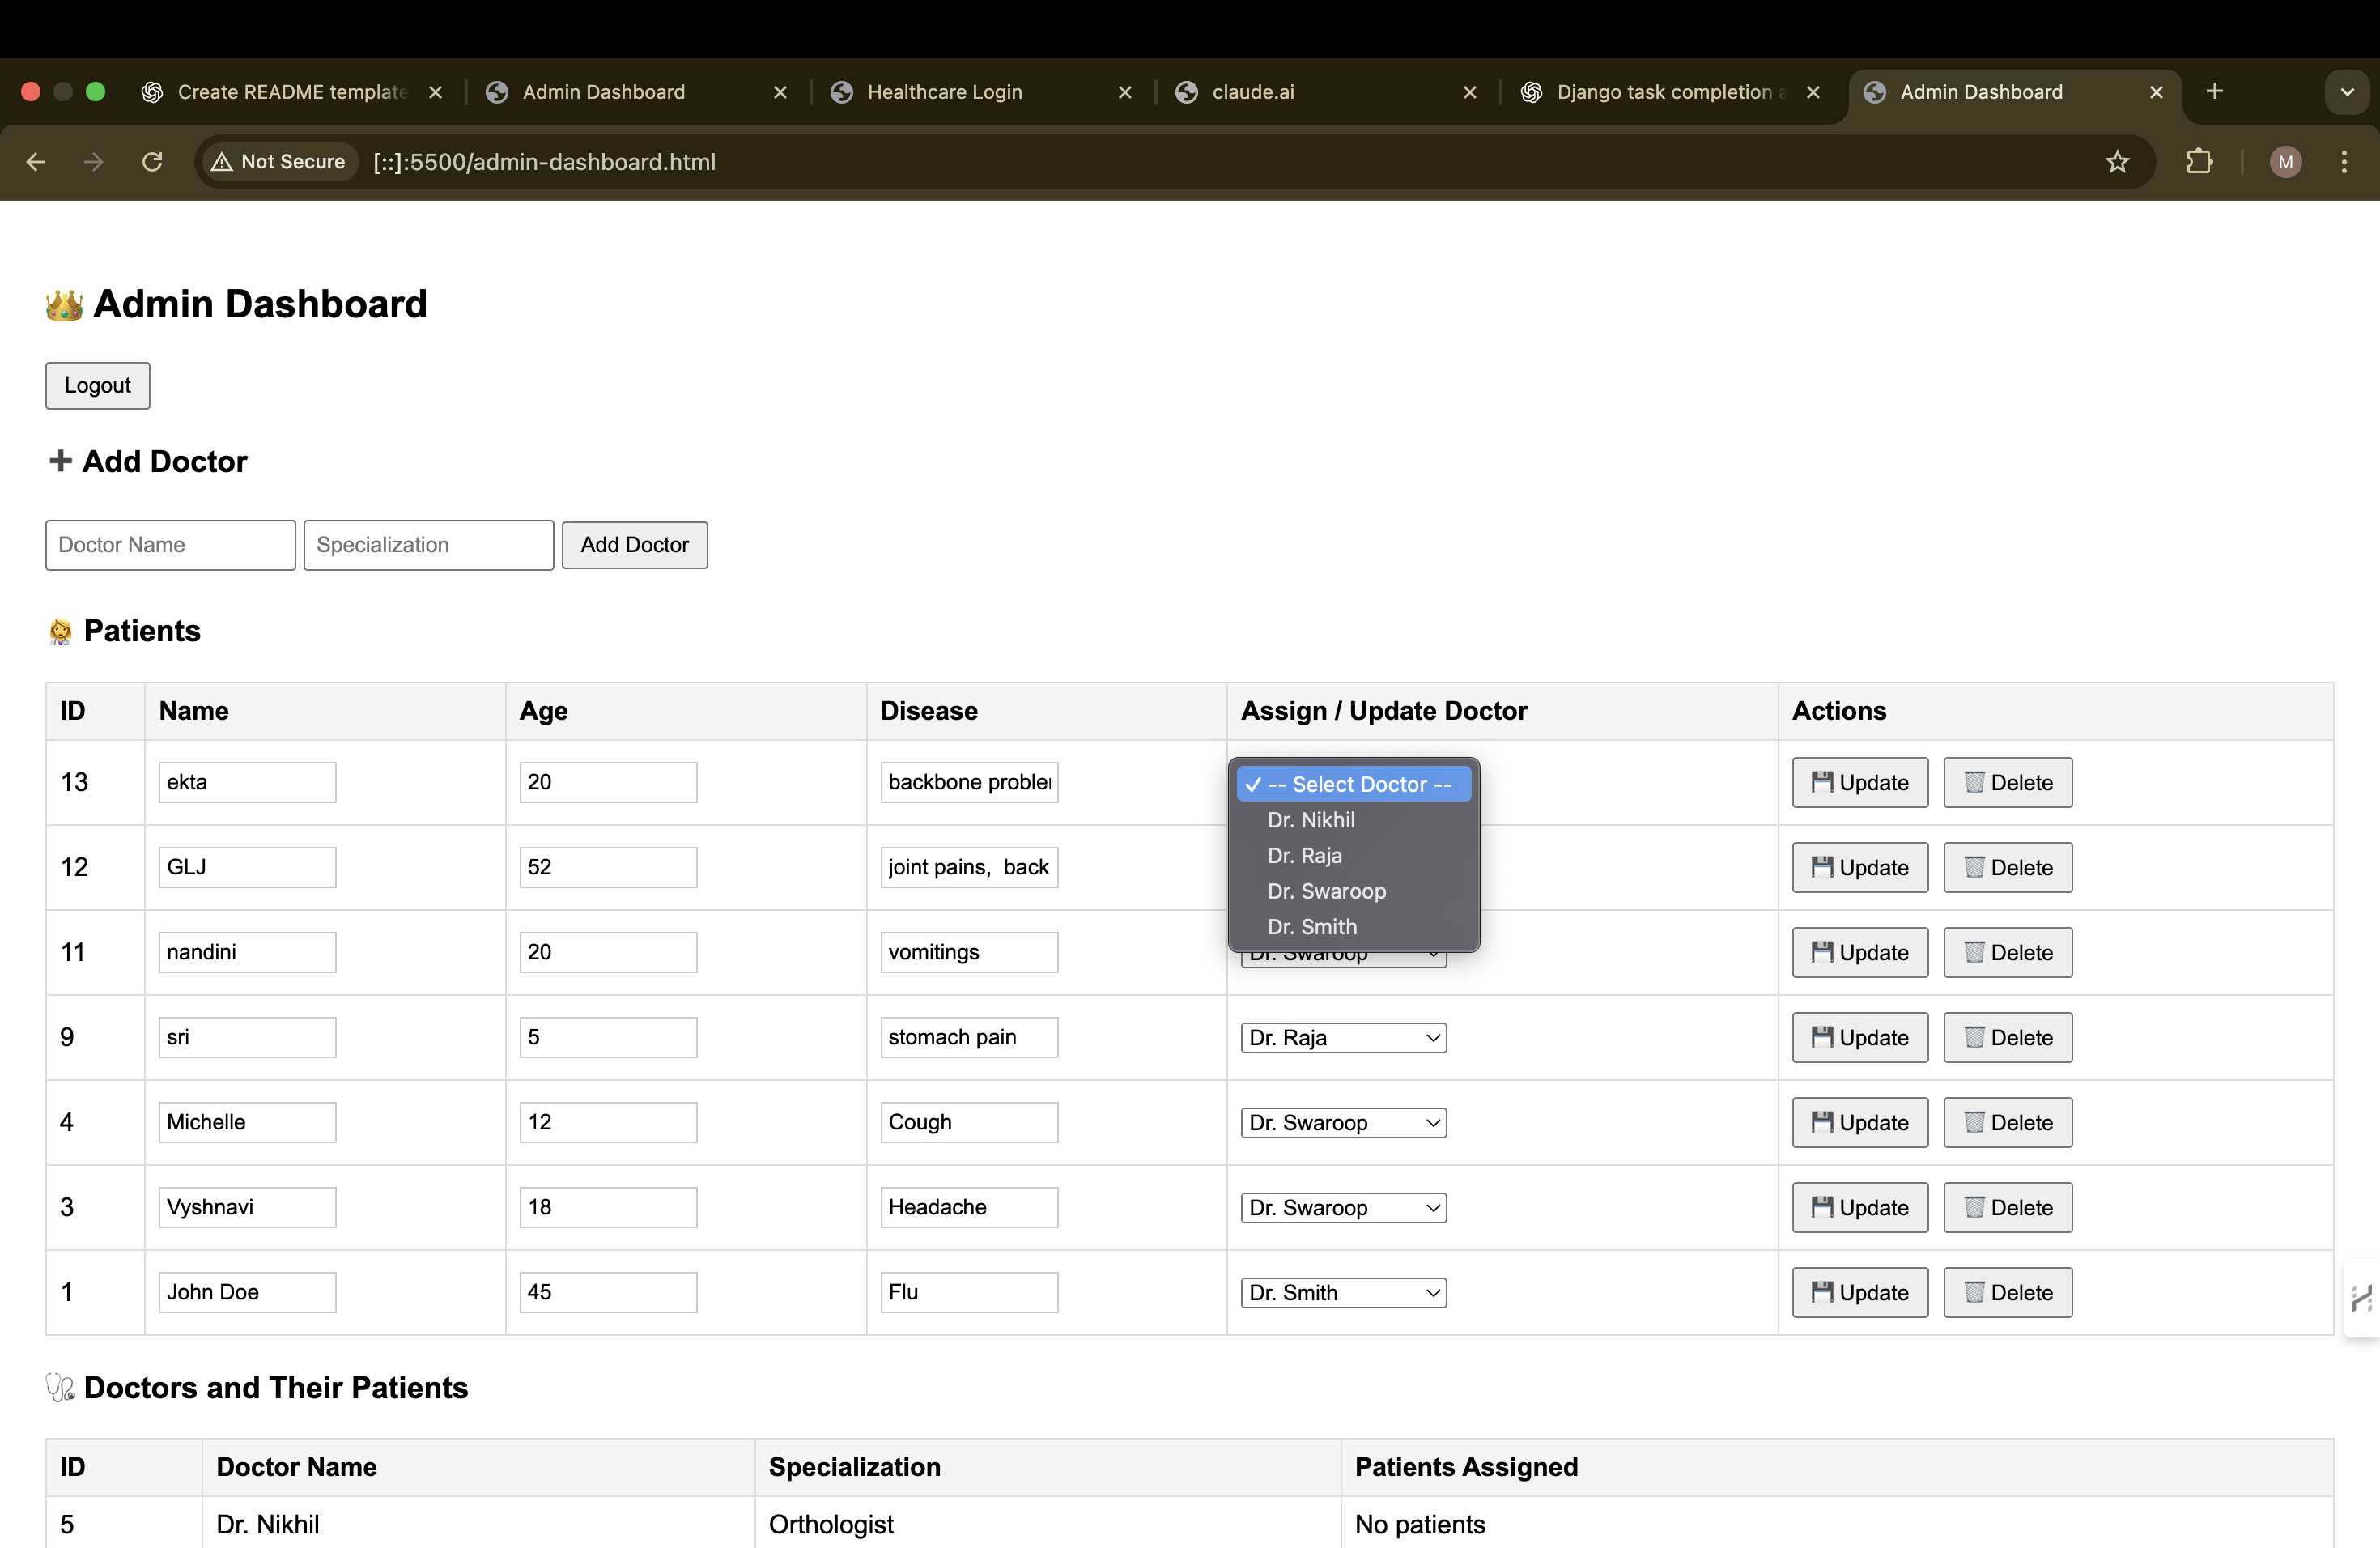 Create README template
Admin Dashboard
Healthcare Login
claude.ai
Django task completion a
Admin Dashboard
Not Secure
[::]:5500/admin-dashboard.html
M
Admin Dashboard
Logout
Add Doctor
Doctor Name
Specialization
Add Doctor
Patients
ID Name Age Disease Assign / Update Doctor Actions
13 ekta 20 backbone probler Update Delete
-- Select Doctor --
Dr. Nikhil
Dr. Raja
Dr. Swaroop
Dr. Smith
12 GLJ 52 joint pains,  back Update Delete
11 nandini 20 vomitings Dr. Swaroop Update Delete
9 sri 5 stomach pain Dr. Raja Update Delete
4 Michelle 12 Cough Dr. Swaroop Update Delete
3 Vyshnavi 18 Headache Dr. Swaroop Update Delete
1 John Doe 45 Flu Dr. Smith Update Delete
Doctors and Their Patients
ID Doctor Name Specialization Patients Assigned
5 Dr. Nikhil Orthologist No patients